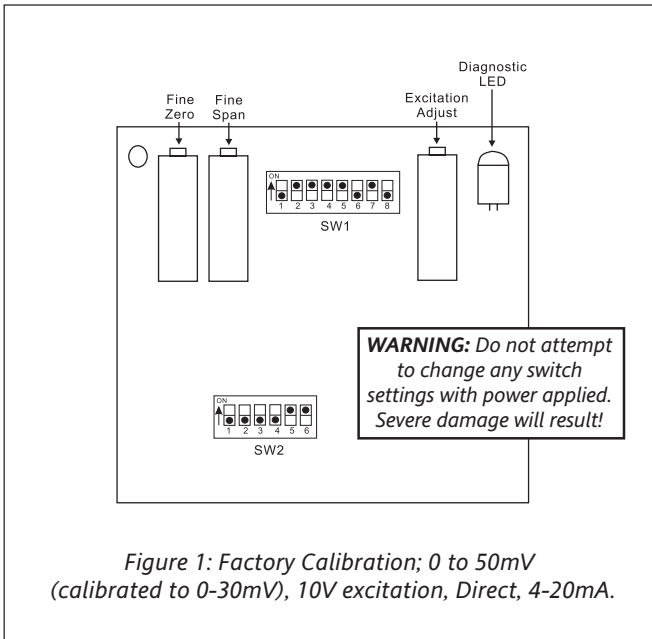 Diagnostic
LED
Fine
Zero
Fine
Span
Excitation
Adjust
ON
1 2 3 4 5 6 7 8
SW1
WARNING: Do not attempt
to change any switch
settings with power applied.
Severe damage will result!
ON
1 2 3 4 5 6
SW2
Figure 1: Factory Calibration; 0 to 50mV
(calibrated to 0-30mV), 10V excitation, Direct, 4-20mA.